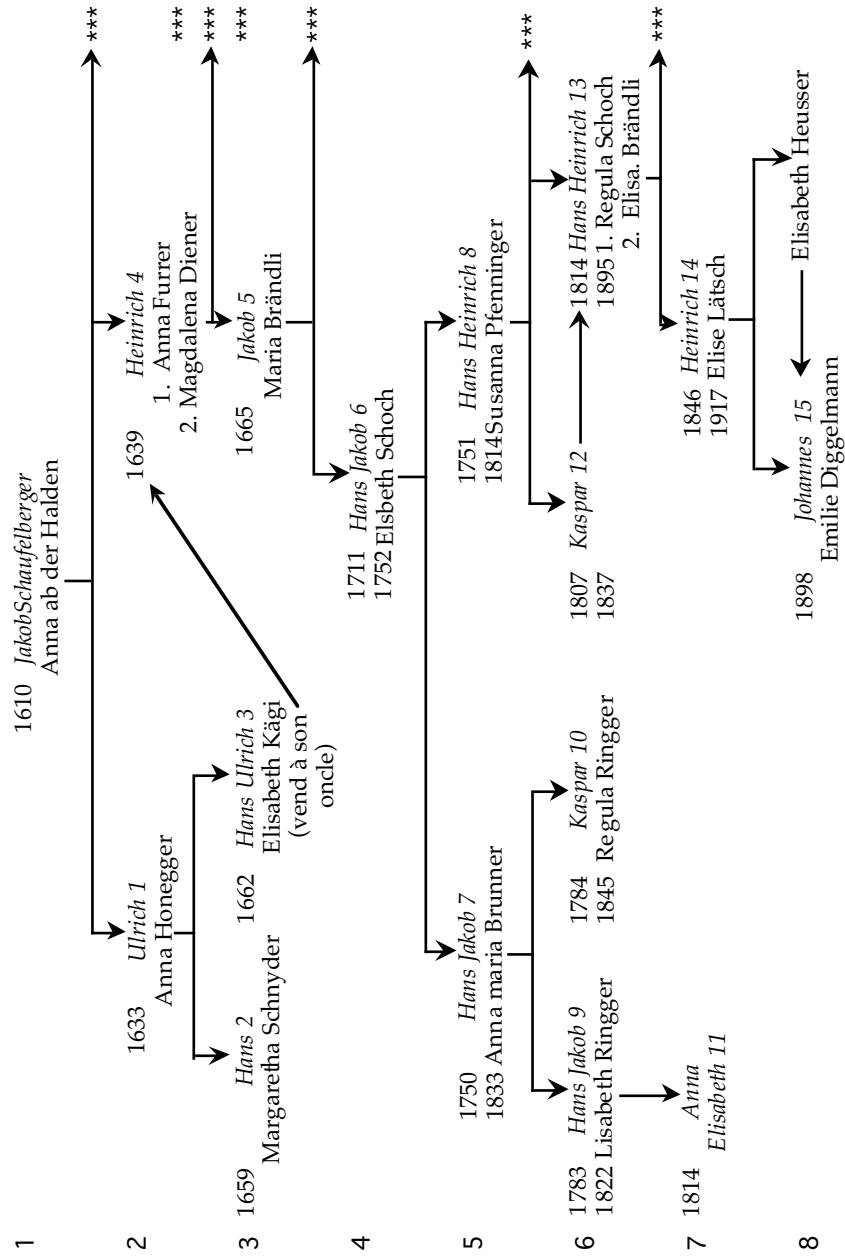 1
1610 JakobSchaufelberger
Anna ab der Halden
***
2
1633 Ulrich 1
Anna Honegger
1639 Heinrich 4
1. Anna Furrer
2. Magdalena Diener
***
***
3
1659 Hans 2
Margaretha Schnyder
1662 Hans Ulrich 3
Elisabeth Kägi
(vend à son
oncle)
1665 Jakob 5
Maria Brändli
***
***
4
1711 Hans Jakob 6
1752 Elsbeth Schoch
5
1750 Hans Jakob 7
1833 Anna maria Brunner
1751 Hans Heinrich 8
1814 Susanna Pfenninger
***
6
1783 Hans Jakob 9
1822 Lisabeth Ringger
1784 Kaspar 10
1845 Regula Ringger
1807 Kaspar 12
1837
1814 Hans Heinrich 13
1895 1. Regula Schoch
2. Elisa. Brändli
***
7
1814 Anna
Elisabeth 11
1846 Heinrich 14
1917 Elise Lätsch
8
1898 Johannes 15
Emilie Diggelmann
Elisabeth Heusser